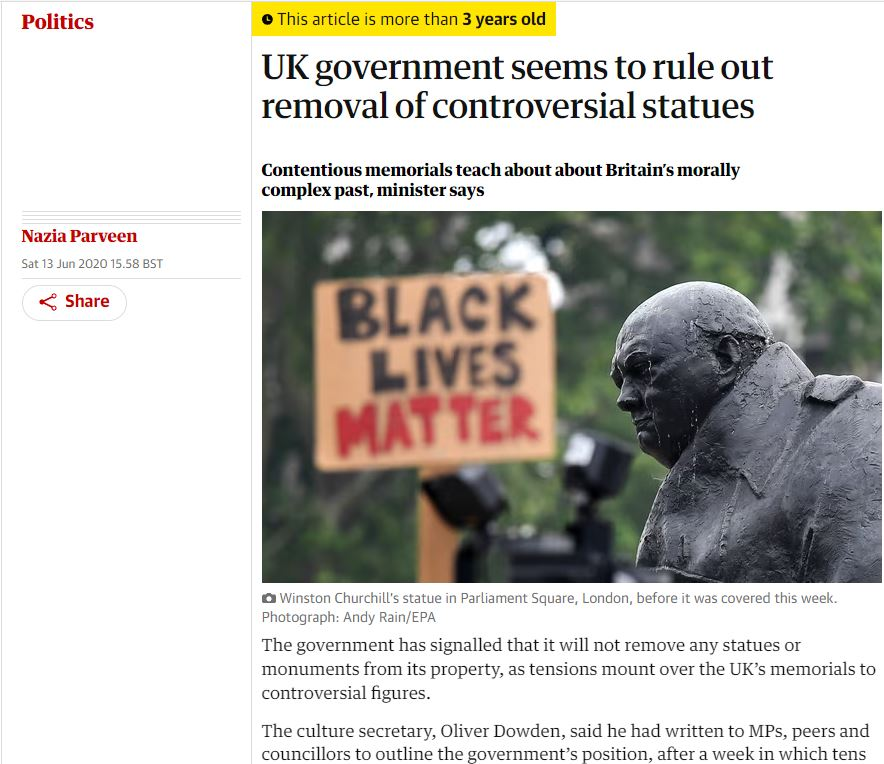 Politics
This article is more than 3 years old
UK government seems to rule out
removal of controversial statues
Contentious memorials teach about about Britain's morally
complex past, minister says
Nazia Parveen
Sat 13 Jun 2020 15.58 BST
Share
BLACK
LIVES
MATTER
Winston Churchill's statue in Parliament Square, London, before it was covered this week.
Photograph: Andy Rain/EPA
The government has signalled that it will not remove any statues or
monuments from its property, as tensions mount over the UK's memorials to
controversial figures.
The culture secretary, Oliver Dowden, said he had written to MPs, peers and
councillors to outline the government's position, after a week in which tens